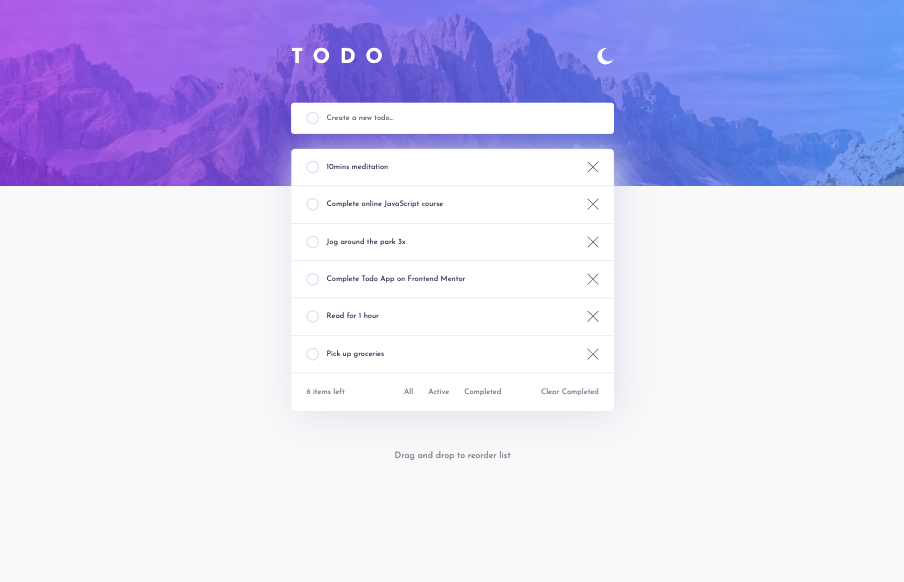 TODO
Create a new todo...
10mins meditation
Complete online JavaScript course
Jog around the park 3x
Complete Todo App on Frontend Mentor
Read for 1 hour
Pick up groceries
6 items left All Active Completed Clear Completed
Drag and drop to reorder list